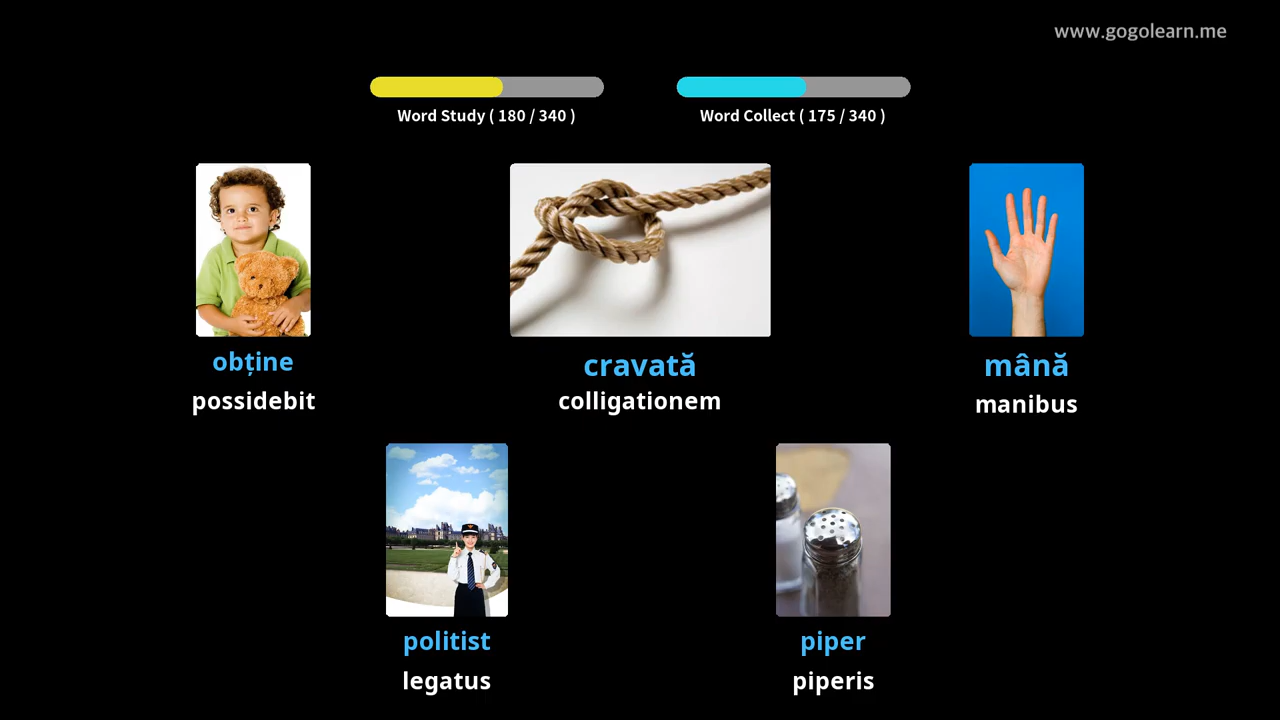 www.gogolearn.me
Word Study ( 180 / 340 )
Word Collect ( 175 / 340 )
obține
possidebit
cravată
colligationem
mână
manibus
politist
legatus
piper
piperis